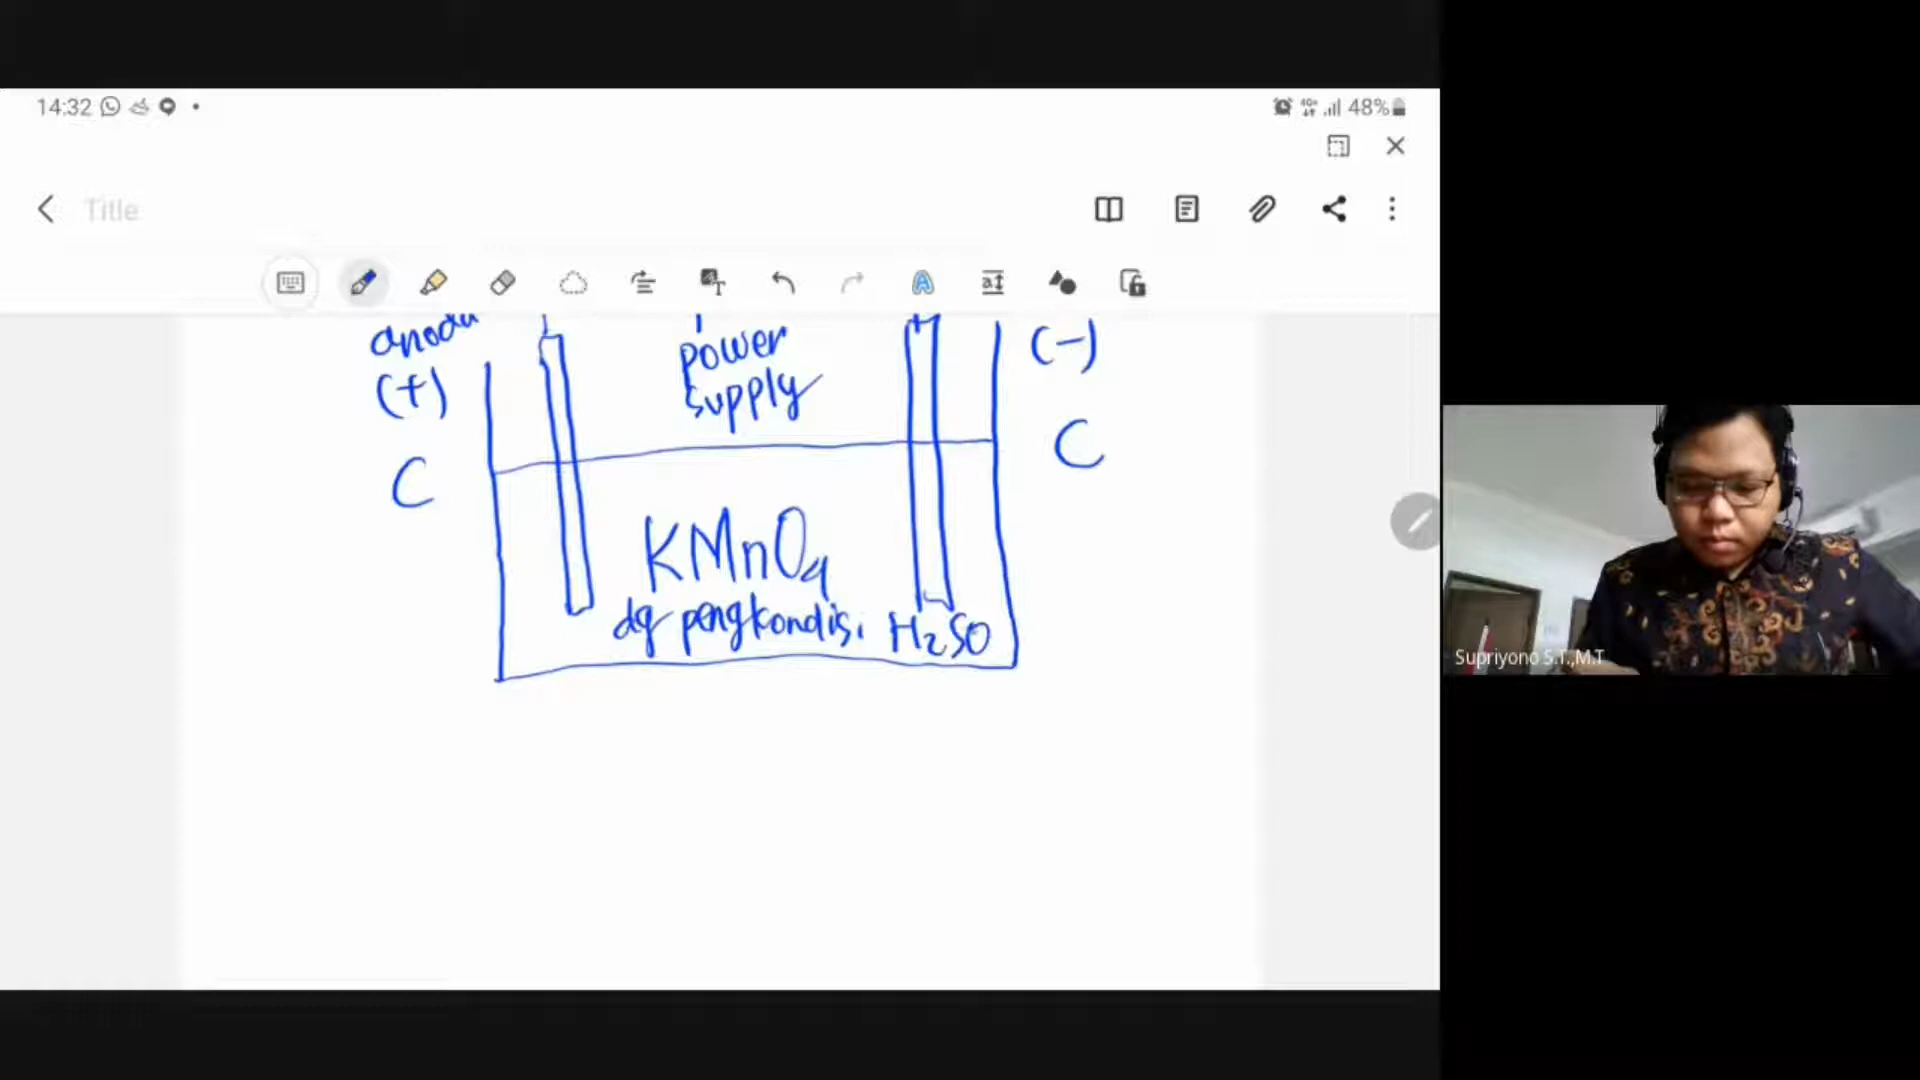 14:32
48%
Title
anoda
(+)
C
power
supply
(-)
C
KMnO4
dg pengkondisi H2SO
Supriyono S.T.,M.T